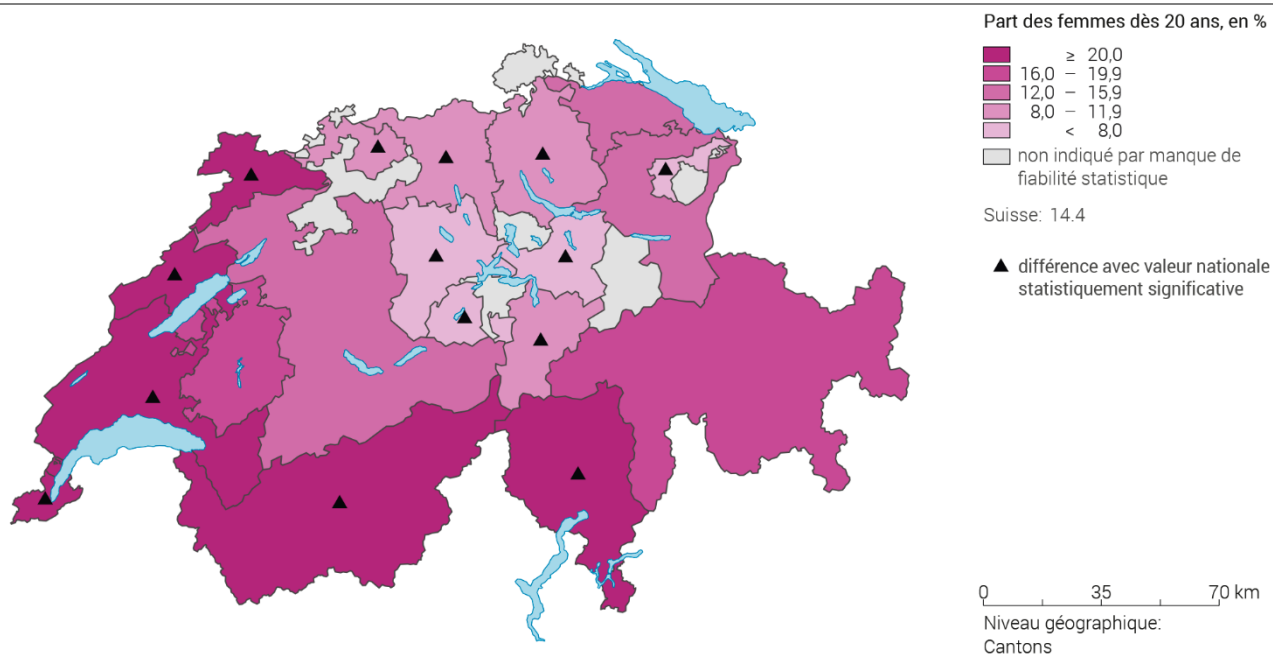 Part des femmes dès 20 ans, en %
≥ 20,0
16,0 – 19,9
12,0 – 15,9
8,0 – 11,9
< 8,0
non indiqué par manque de
fiabilité statistique
Suisse: 14.4
différence avec valeur nationale
statistiquement significative
0 35 70 km
Niveau géographique:
Cantons